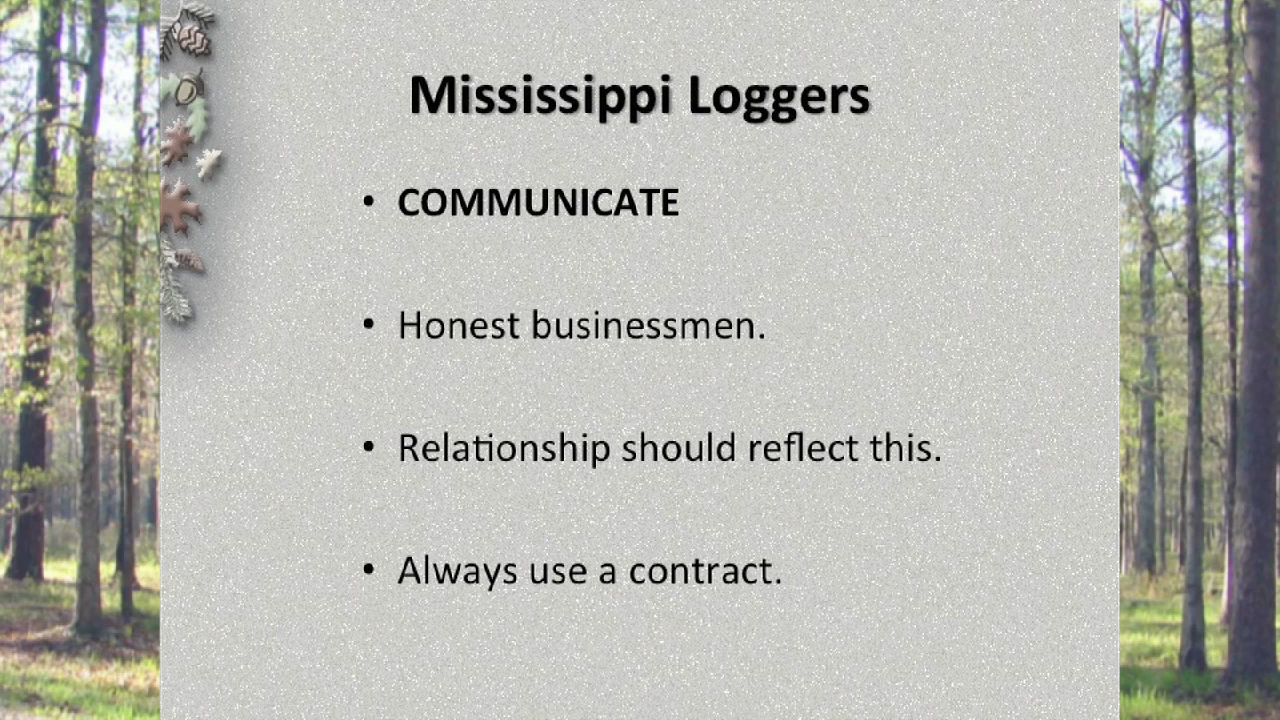 Mississippi Loggers
• COMMUNICATE
• Honest businessmen.
• Relationship should reflect this.
• Always use a contract.